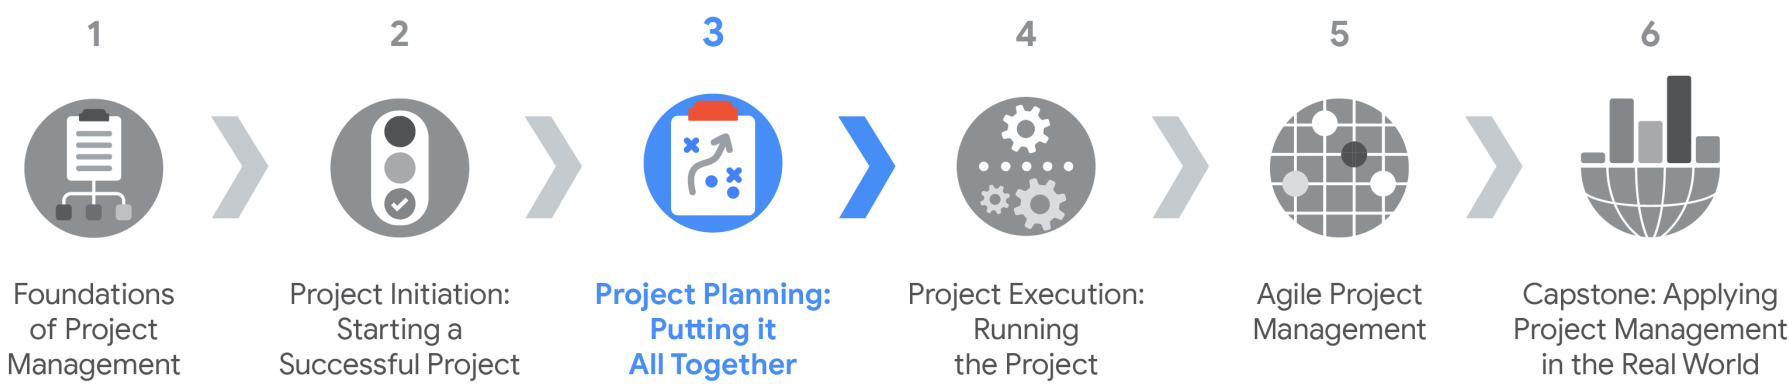 1
Foundations
of Project
Management
2
Project Initiation:
Starting a
Successful Project
3
Project Planning:
Putting it
All Together
4
Project Execution:
Running
the Project
5
Agile Project
Management
6
Capstone: Applying
Project Management
in the Real World